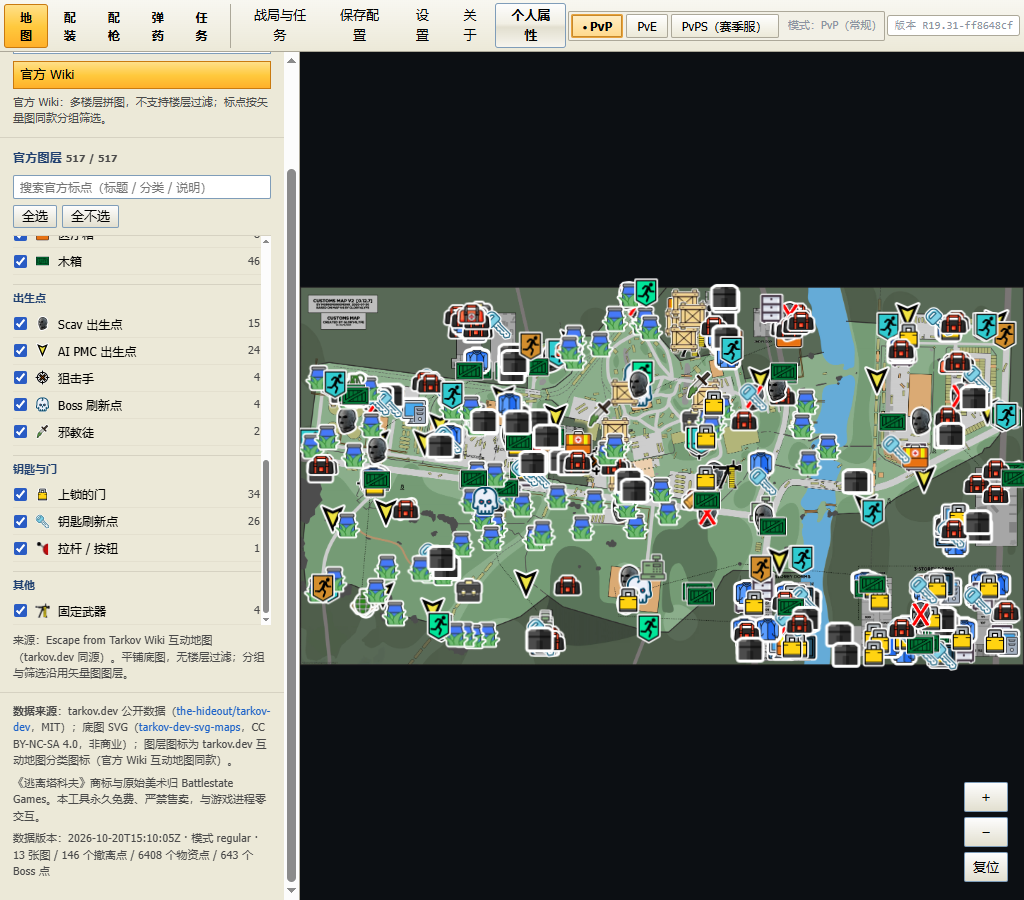 地图
配装
配枪
弹药
任务
战局与任务
保存配置
设置
关于
个人属性
• PvP
PvE
PvPS（赛季服）
模式：PvP（常规）
版本 R19.31-ff8648cf
官方 Wiki
官方 Wiki：多楼层拼图，不支持楼层过滤；标点按矢
量图同款分组筛选。
官方图层 517 / 517
搜索官方标点（标题 / 分类 / 说明）
全选
全不选
木箱 46
出生点
Scav 出生点 15
AI PMC 出生点 24
狙击手 4
Boss 刷新点 4
邪教徒 2
钥匙与门
上锁的门 34
钥匙刷新点 26
拉杆 / 按钮 1
其他
固定武器 4
来源：Escape from Tarkov Wiki 互动地图
（tarkov.dev 同源）。平铺底图，无楼层过滤；分组
与筛选沿用矢量图图层。
数据来源：tarkov.dev 公开数据（the-hideout/tarkov-
dev，MIT）；底图 SVG（tarkov-dev-svg-maps，CC
BY-NC-SA 4.0，非商业）；图层图标为 tarkov.dev 互
动地图分类图标（官方 Wiki 互动地图同款）。
《逃离塔科夫》商标与原始美术归 Battlestate
Games。本工具永久免费、严禁售卖，与游戏进程零
交互。
数据版本：2026-10-20T15:10:05Z · 模式 regular ·
13 张图 / 146 个撤离点 / 6408 个物资点 / 643 个
Boss 点
CUSTOMS MAP V2 [0.12.7]
CUSTOMS MAP
+
−
复位